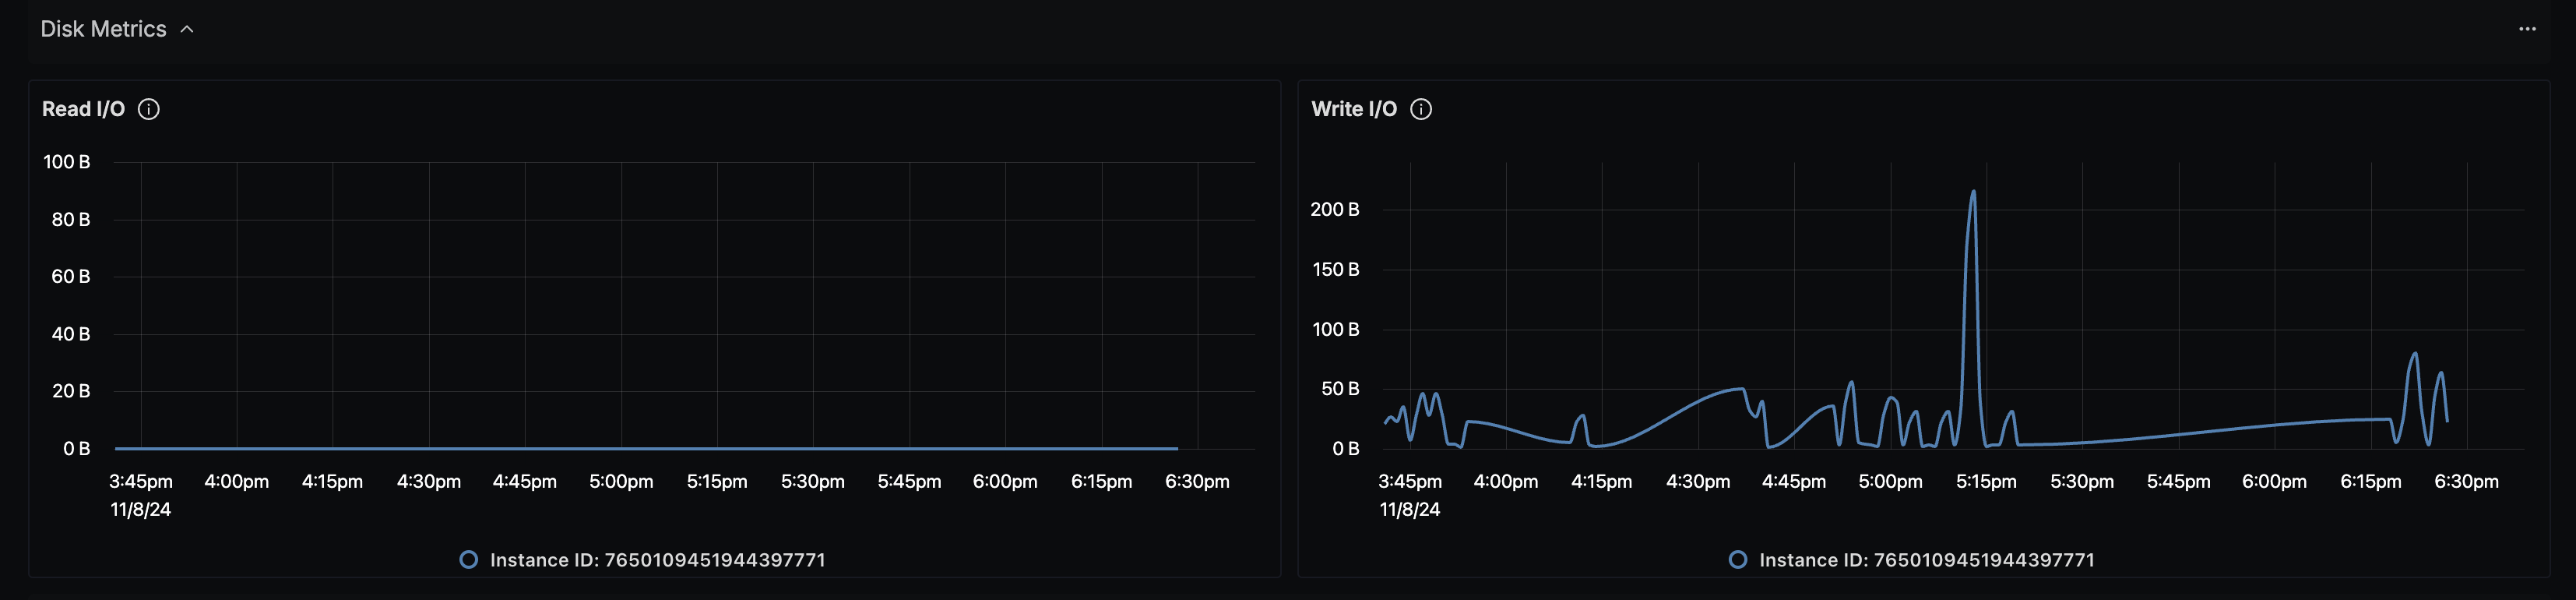 Disk Metrics
Read I/O
100 B
80 B
60 B
40 B
20 B
0 B
3:45pm 4:00pm 4:15pm 4:30pm 4:45pm 5:00pm 5:15pm 5:30pm 5:45pm 6:00pm 6:15pm 6:30pm
11/8/24
Instance ID: 7650109451944397771
Write I/O
200 B
150 B
100 B
50 B
0 B
3:45pm 4:00pm 4:15pm 4:30pm 4:45pm 5:00pm 5:15pm 5:30pm 5:45pm 6:00pm 6:15pm 6:30pm
11/8/24
Instance ID: 7650109451944397771